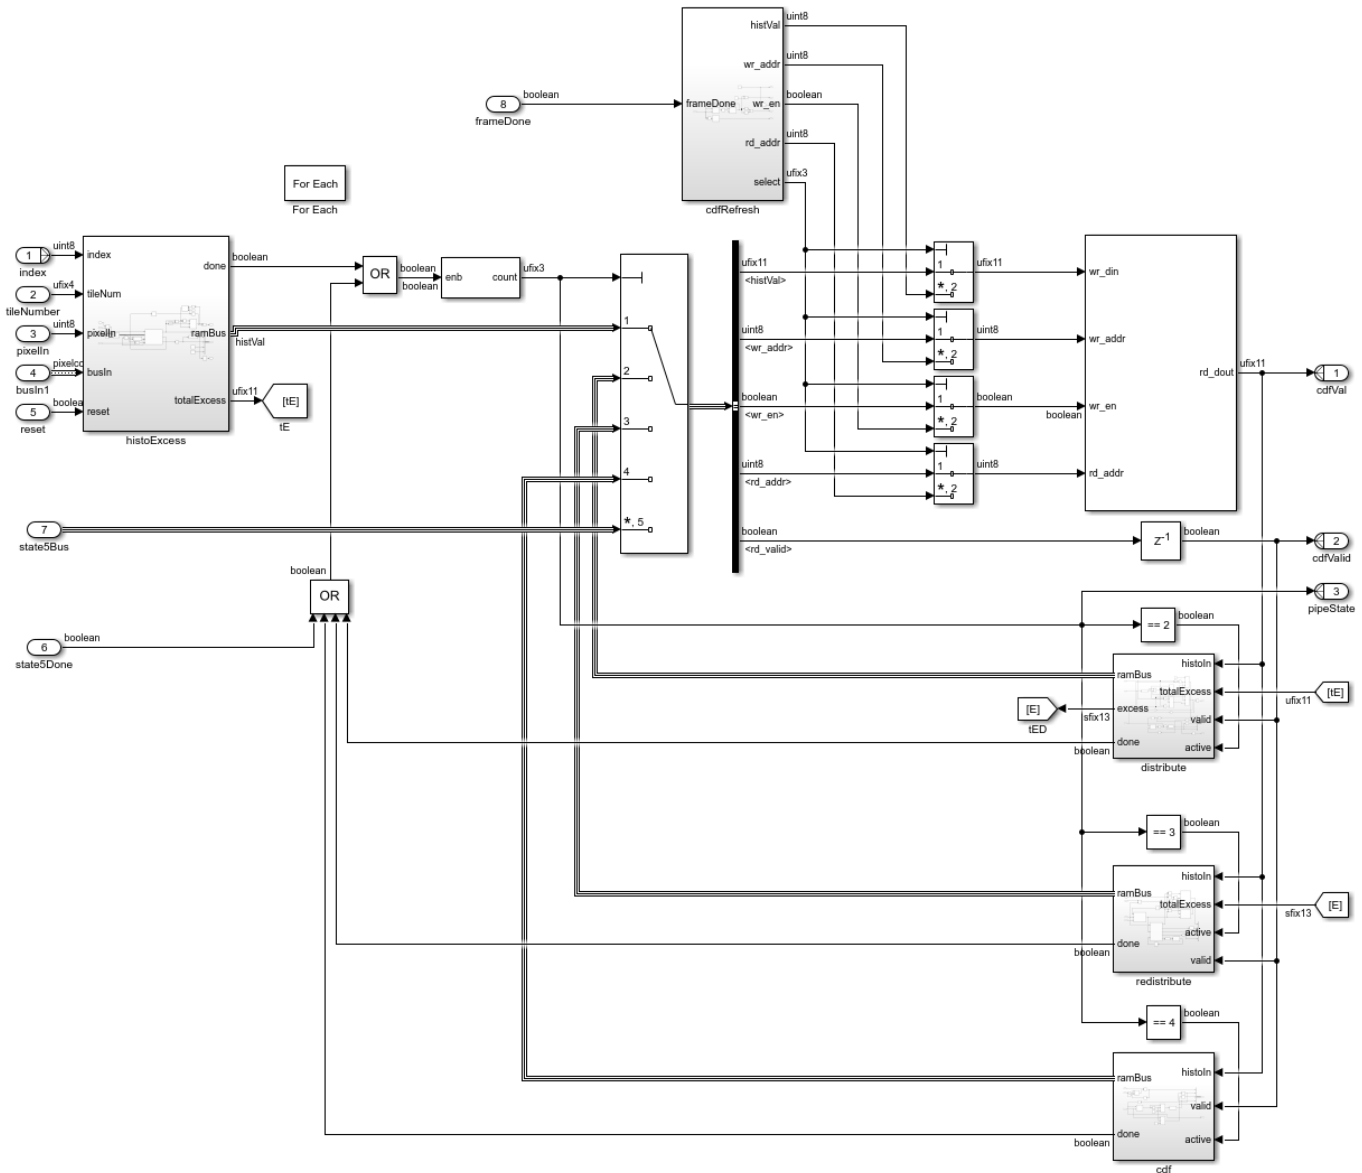 histVal
uint8
wr_addr
uint8
8
boolean
frameDone
frameDone
wr_en
boolean
rd_addr
uint8
select
ufix3
cdfRefresh
For Each
For Each
1
uint8
index
index
done
boolean
2
ufix4
tileNumber
tileNum
3
uint8
pixelIn
pixelIn
ramBus
histVal
4
pixelcc
busIn1
busIn
totalExcess
ufix11
[tE]
tE
5
boolea
reset
reset
histoExcess
OR
boolean
boolean
enb
count
ufix3
1
2
3
4
*, 5
ufix11
<histVal>
uint8
<wr_addr>
boolean
<wr_en>
uint8
<rd_addr>
boolean
<rd_valid>
1
*, 2
ufix11
1
*, 2
uint8
1
*, 2
boolean
boolean
1
*, 2
uint8
wr_din
wr_addr
wr_en
rd_addr
rd_dout
ufix11
1
cdfVal
Z-1
boolean
2
cdfValid
3
pipeState
7
state5Bus
boolean
OR
6
boolean
state5Done
== 2
boolean
ramBus
histoIn
totalExcess
ufix11
[tE]
excess
sfix13
[E]
tED
valid
done
boolean
active
distribute
== 3
boolean
ramBus
histoIn
totalExcess
sfix13
[E]
active
done
boolean
valid
redistribute
== 4
boolean
ramBus
histoIn
valid
done
boolean
active
cdf